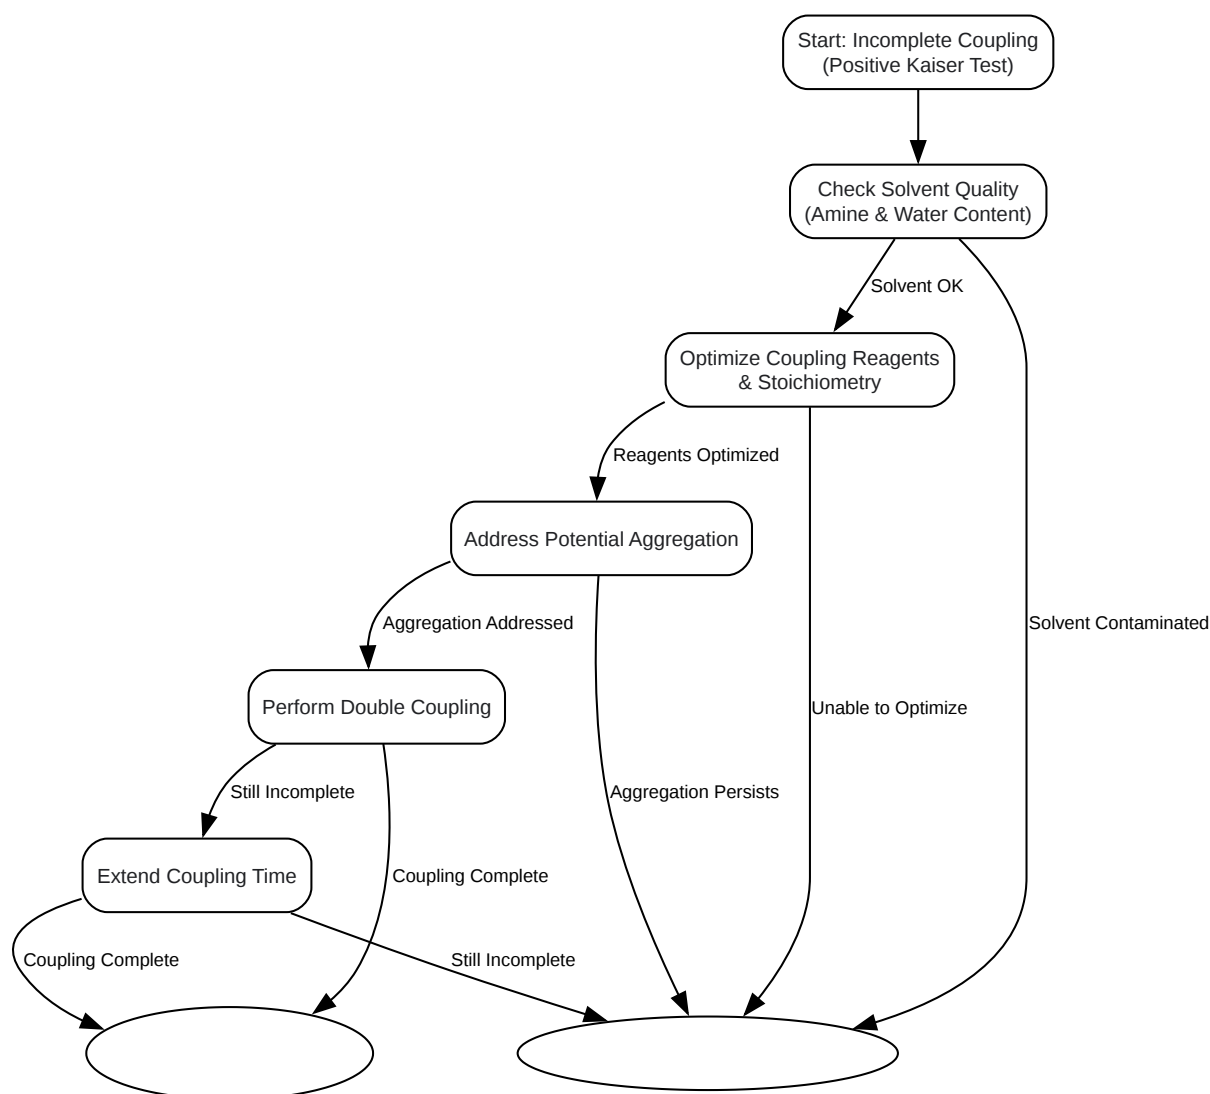 Start: Incomplete Coupling
(Positive Kaiser Test)
Check Solvent Quality
(Amine & Water Content)
Solvent OK
Optimize Coupling Reagents
& Stoichiometry
Reagents Optimized
Address Potential Aggregation
Aggregation Addressed
Solvent Contaminated
Perform Double Coupling
Unable to Optimize
Still Incomplete
Aggregation Persists
Extend Coupling Time
Coupling Complete
Coupling Complete
Still Incomplete